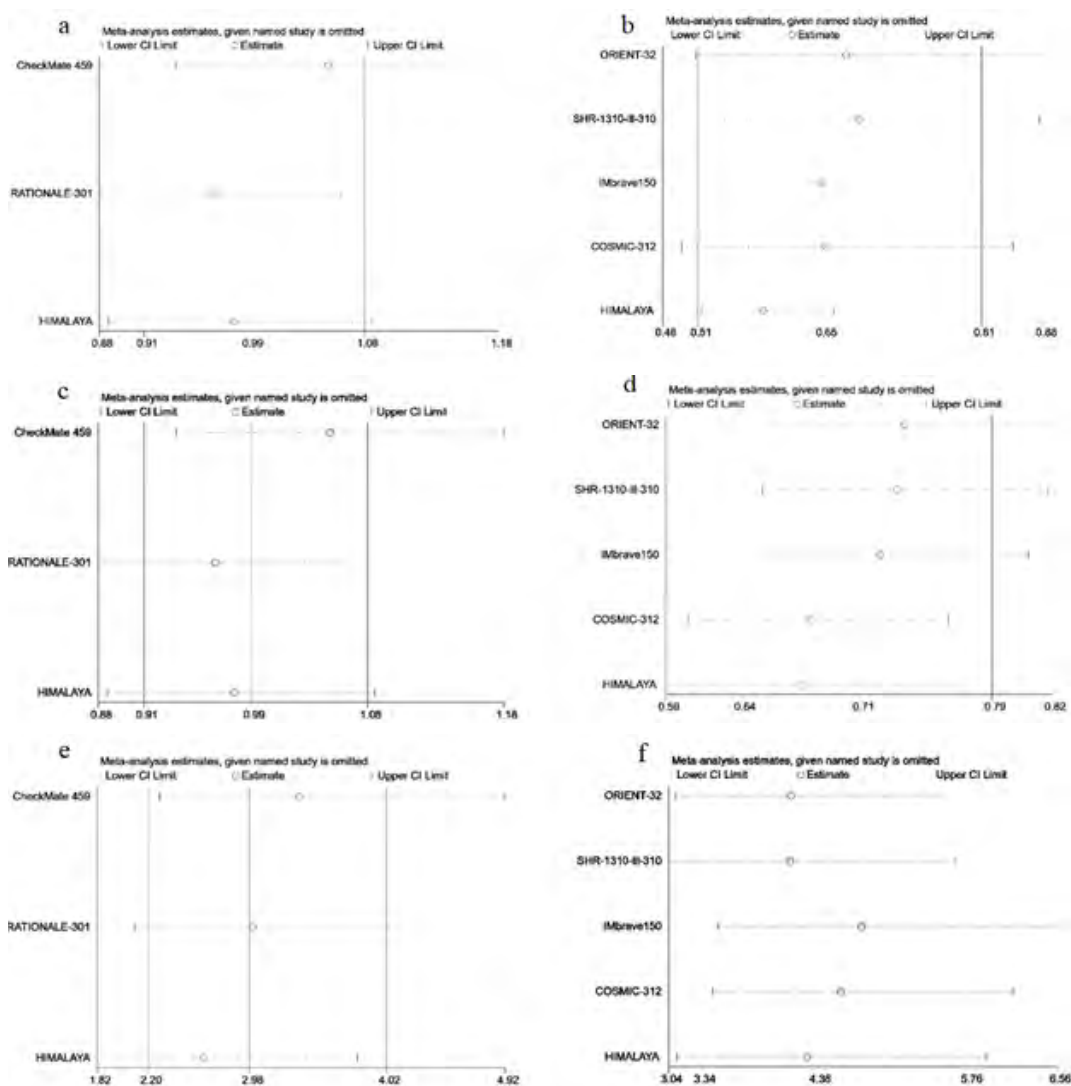 a
Meta-analysis estimates, given named study is omitted
Lower CI Limit Estimate Upper CI Limit
CheckMate 459
RATIONALE-301
HIMALAYA
0.88 0.91 0.99 1.08 1.18
b
Meta-analysis estimates, given named study is omitted
Lower CI Limit Estimate Upper CI Limit
ORIENT-32
SHR-1310-III-310
IMbrave150
COSMIC-312
HIMALAYA
0.51 0.65
c
Meta-analysis estimates, given named study is omitted
Lower CI Limit Estimate Upper CI Limit
CheckMate 459
RATIONALE-301
HIMALAYA
0.88 0.91 0.99 1.08 1.18
d
Meta-analysis estimates, given named study is omitted
Lower CI Limit Estimate Upper CI Limit
ORIENT-32
SHR-1310-III-310
IMbrave150
COSMIC-312
HIMALAYA
0.64 0.71 0.79 0.82
e
Meta-analysis estimates, given named study is omitted
Lower CI Limit Estimate Upper CI Limit
CheckMate 459
RATIONALE-301
HIMALAYA
1.82 2.20 2.98 4.02 4.92
f
Meta-analysis estimates, given named study is omitted
Lower CI Limit Estimate Upper CI Limit
ORIENT-32
SHR-1310-III-310
IMbrave150
COSMIC-312
HIMALAYA
3.04 3.34 4.38 5.76 6.56